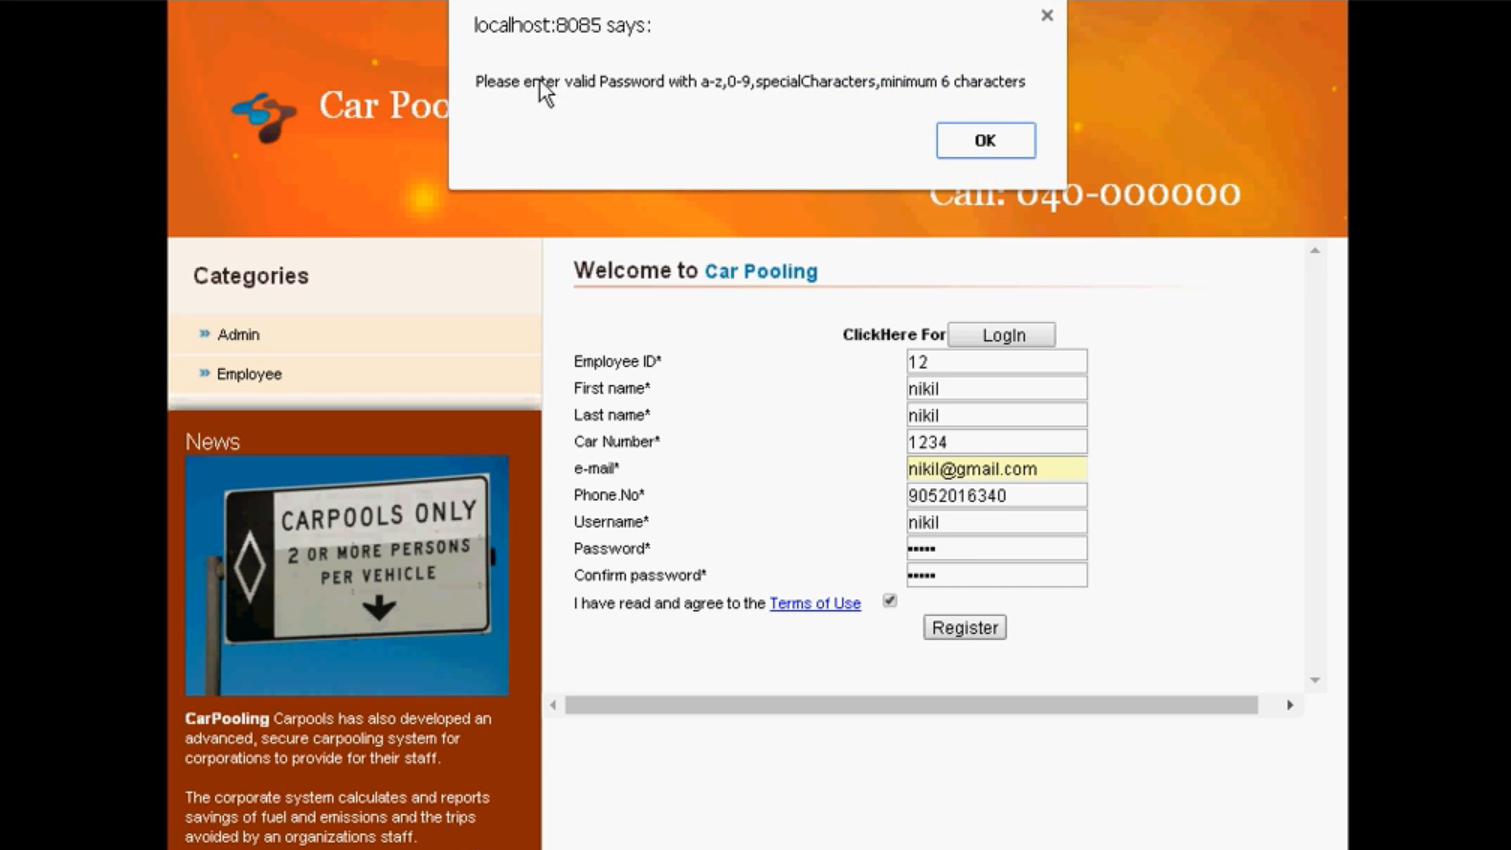 localhost:8085 says:
Please enter valid Password with a-z,0-9,specialCharacters,minimum 6 characters
OK
Car Poo
Call: 040-000000
Categories
Admin
Employee
News
CARPOOLS ONLY
2 OR MORE PERSONS
PER VEHICLE
CarPooling Carpools has also developed an
advanced, secure carpooling system for
corporations to provide for their staff.
The corporate system calculates and reports
savings of fuel and emissions and the trips
avoided by an organizations staff.
Welcome to Car Pooling
ClickHere For LogIn
Employee ID* 12
First name* nikil
Last name* nikil
Car Number* 1234
e-mail* nikil@gmail.com
Phone.No* 9052016340
Username* nikil
Password* •••••
Confirm password* •••••
I have read and agree to the Terms of Use
Register